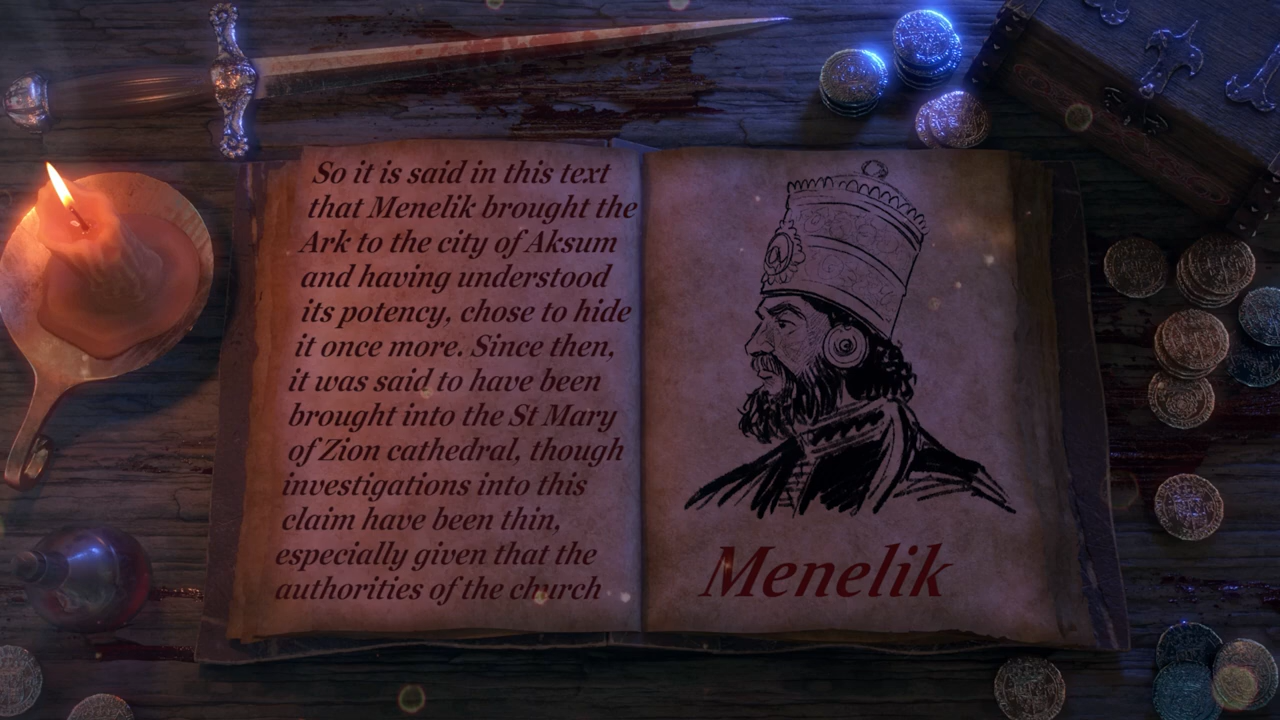 So it is said in this text
that Menelik brought the
Ark to the city of Aksum
and having understood
its potency, chose to hide
it once more. Since then,
it was said to have been
brought into the St Mary
of Zion cathedral, though
investigations into this
claim have been thin,
especially given that the
authorities of the church
Menelik